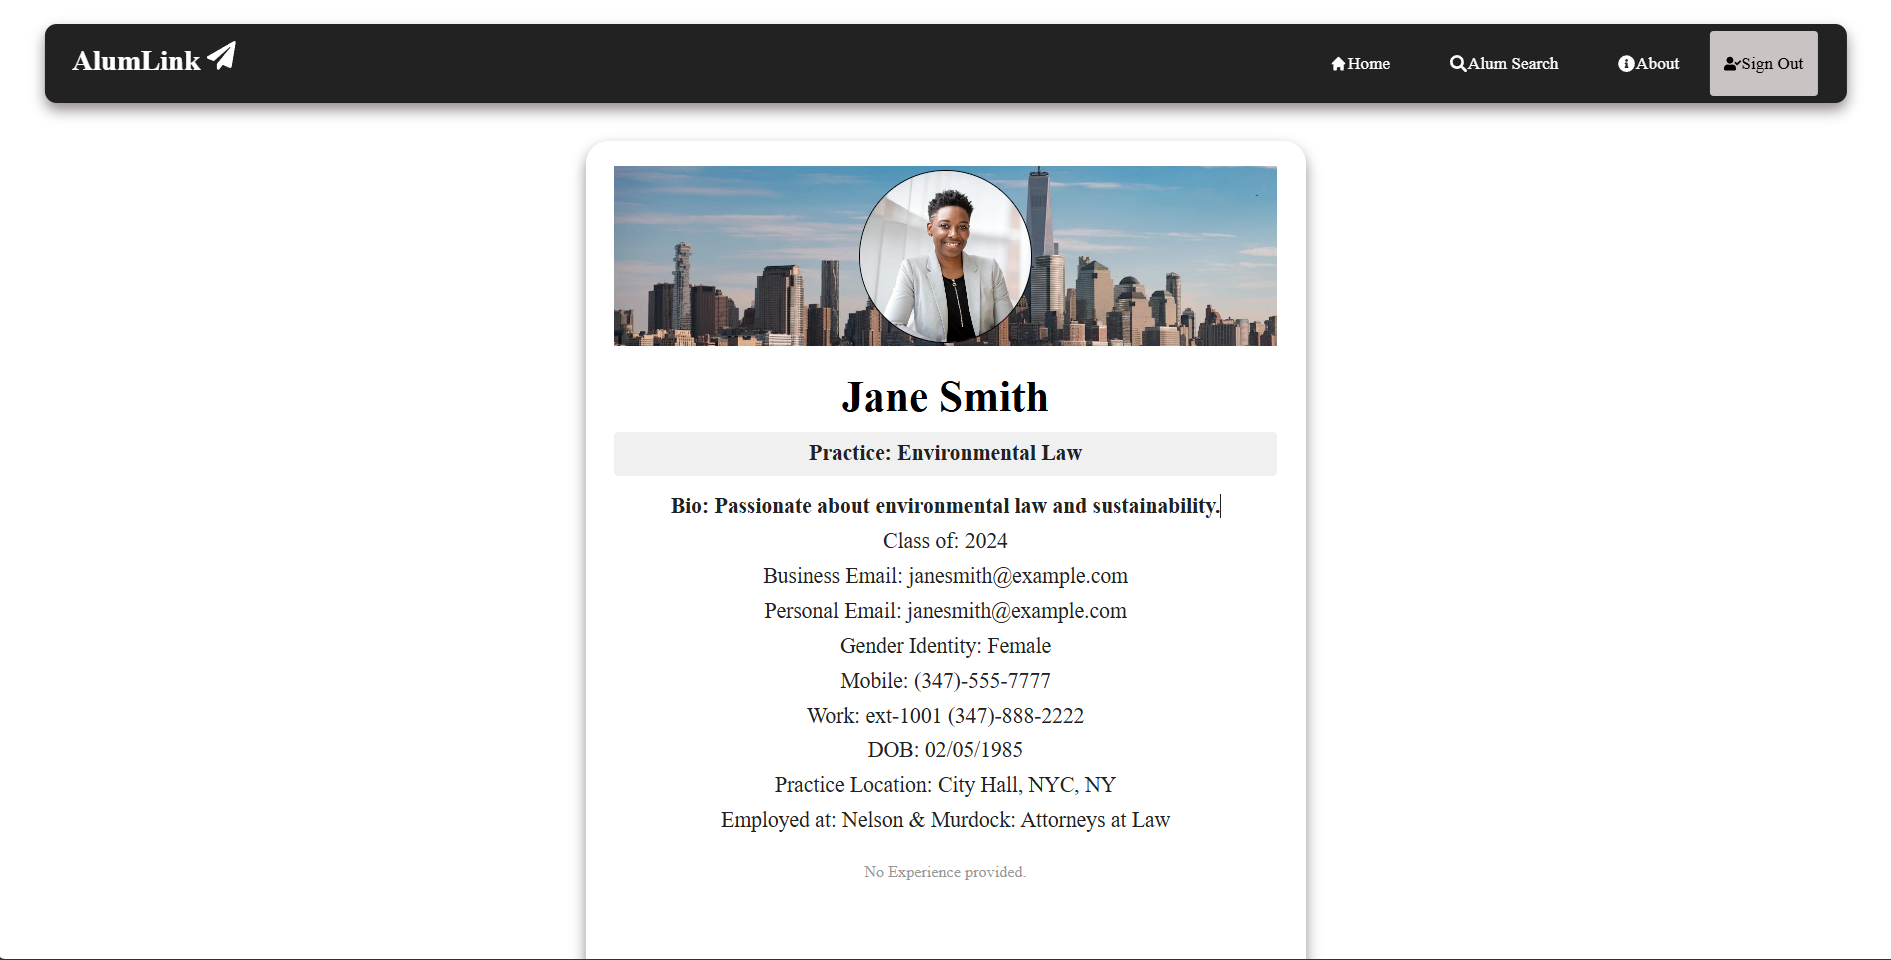 AlumLink
Home
Alum Search
About
Sign Out
Jane Smith
Practice: Environmental Law
Bio: Passionate about environmental law and sustainability.
Class of: 2024
Business Email: janesmith@example.com
Personal Email: janesmith@example.com
Gender Identity: Female
Mobile: (347)-555-7777
Work: ext-1001 (347)-888-2222
DOB: 02/05/1985
Practice Location: City Hall, NYC, NY
Employed at: Nelson & Murdock: Attorneys at Law
No Experience provided.